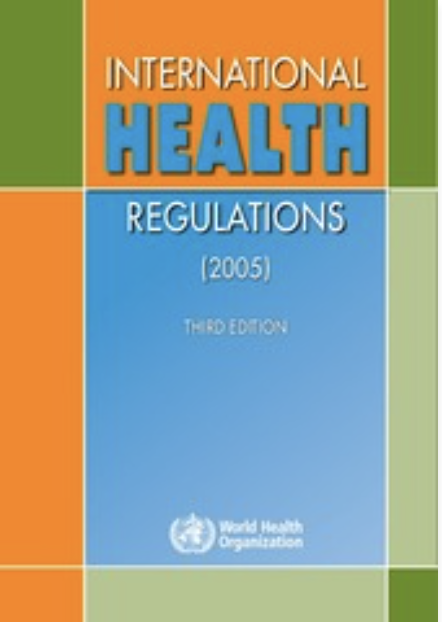 INTERNATIONAL
HEALTH
REGULATIONS
(2005)
THIRD EDITION
World Health
Organization